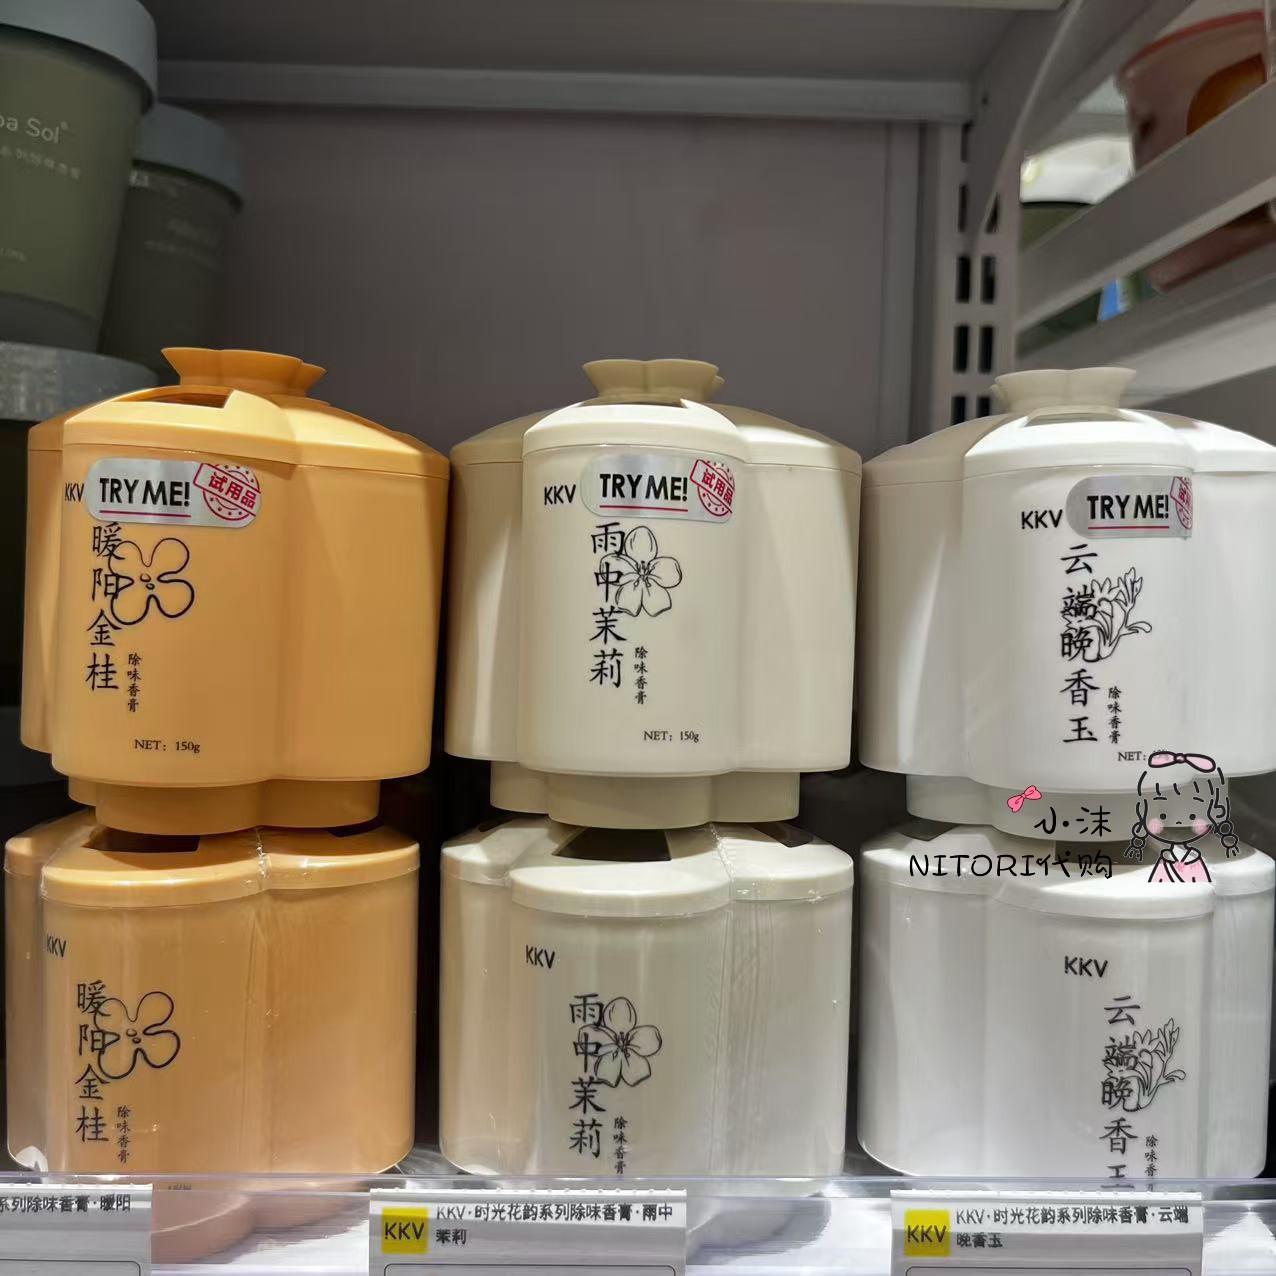 oa Sol
KKV
TRY ME!
试用品
暖阳金桂
除味香膏
NET: 150g
KKV
TRY ME!
试用品
雨中茉莉
除味香膏
NET: 150g
KKV
TRY ME!
云端晚香玉
除味香膏
NET:
小沫
NITORI代购
KKV
暖阳金桂
除味香膏
KKV
雨中茉莉
除味香膏
KKV
云端晚香玉
除味香
系列除味香膏·暖阳
KKV
KKV·时光花韵系列除味香膏·雨中
茉莉
KKV
KKV·时光花韵系列除味香膏·云端
晚香玉